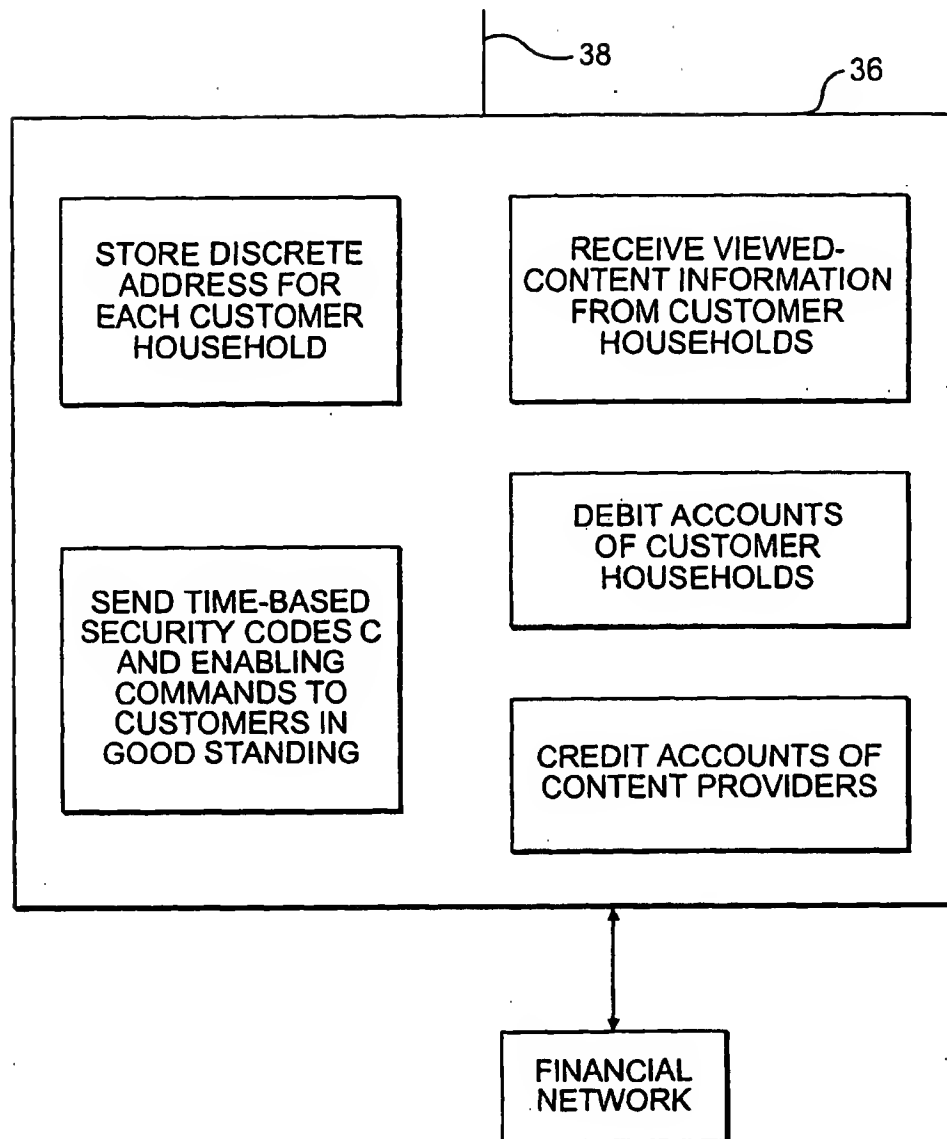 38
36
STORE DISCRETE
ADDRESS FOR
EACH CUSTOMER
HOUSEHOLD
RECEIVE VIEWED-
CONTENT INFORMATION
FROM CUSTOMER
HOUSEHOLDS
DEBIT ACCOUNTS
OF CUSTOMER
HOUSEHOLDS
SEND TIME-BASED
SECURITY CODES C
AND ENABLING
COMMANDS TO
CUSTOMERS IN
GOOD STANDING
CREDIT ACCOUNTS OF
CONTENT PROVIDERS
FINANCIAL
NETWORK